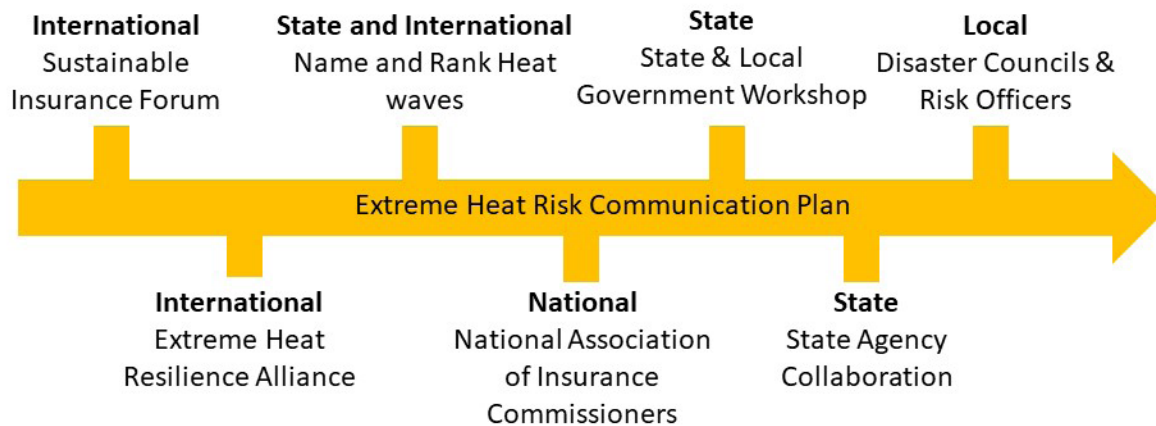 International
Sustainable
Insurance Forum
State and International
Name and Rank Heat
waves
State
State & Local
Government Workshop
Local
Disaster Councils &
Risk Officers
Extreme Heat Risk Communication Plan
International
Extreme Heat
Resilience Alliance
National
National Association
of Insurance
Commissioners
State
State Agency
Collaboration